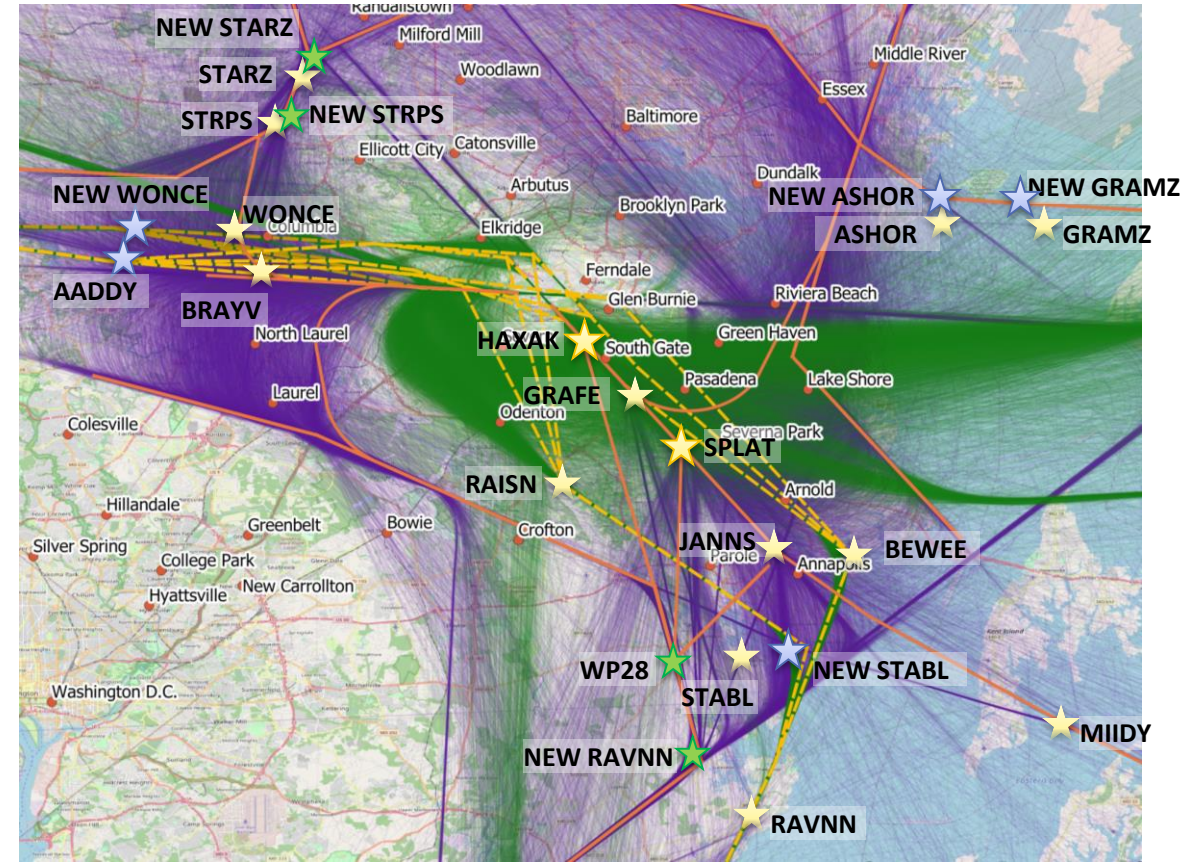 Randallstown
NEW STARZ
Milford Mill
Middle River
STARZ
Woodlawn
Essex
STRPS
NEW STRPS
Baltimore
Ellicott City
Catonsville
Dundalk
NEW WONCE
Arbutus
NEW ASHOR
NEW GRAMZ
Brooklyn Park
WONCE
Columbia
Elkridge
ASHOR
GRAMZ
AADDY
Ferndale
BRAYV
Glen Burnie
Riviera Beach
North Laurel
HAXAK
South Gate
Green Haven
Laurel
GRAFE
Pasadena
Lake Shore
Colesville
Odenton
SPLAT
Severna Park
RAISN
Arnold
Hillandale
Greenbelt
Bowie
Crofton
Silver Spring
College Park
JANNS
Parole
Annapolis
BEWEE
New Carrollton
Hyattsville
Kent Island
WP28
STABL
NEW STABL
Washington D.C.
MIIDY
NEW RAVNN
RAVNN